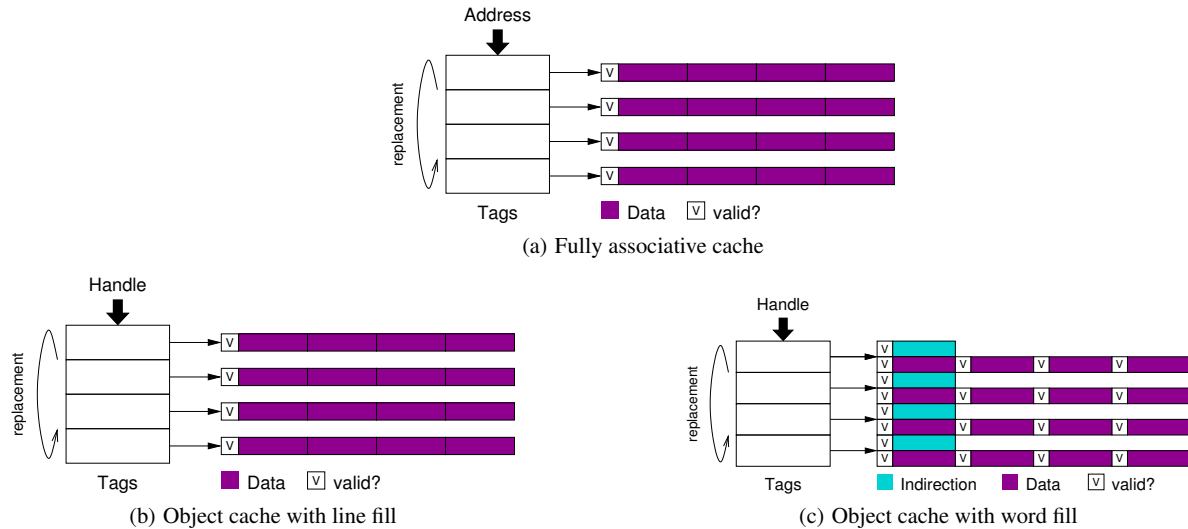 Address
replacement
V
V
V
V
Tags
Data V valid?
(a) Fully associative cache
Handle
replacement
V
V
V
V
Tags
Data V valid?
(b) Object cache with line fill
Handle
replacement
V
V V V V
V
V V V V
V
V V V V
V
V V V V
Tags
Indirection Data V valid?
(c) Object cache with word fill